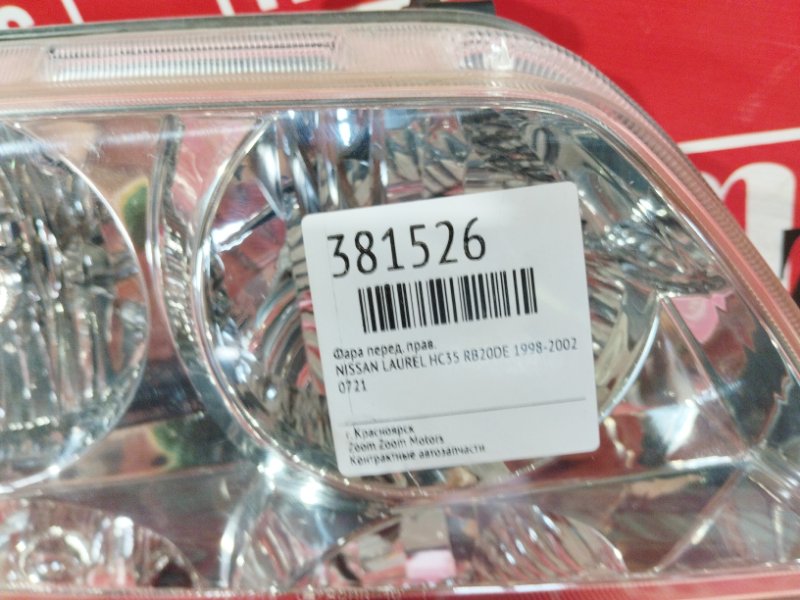 381526
Фара перед. прав.
NISSAN LAUREL HC35 RB20DE 1998-2002
0721
г. Красноярск
Zoom Zoom Motors
Контрактные автозапчасти